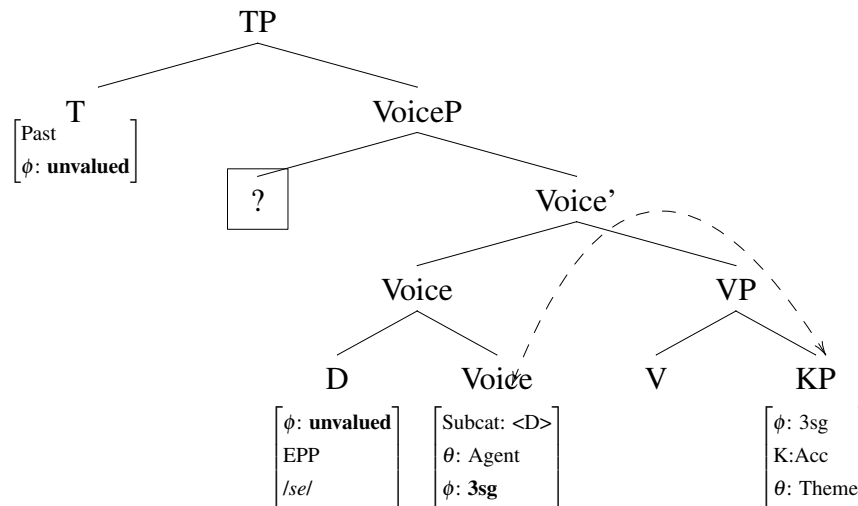 TP
T
VoiceP
Past
ϕ: unvalued
?
Voice’
Voice
VP
D
Voice
V
KP
ϕ: unvalued
EPP
/se/
Subcat: <D>
θ: Agent
ϕ: 3sg
ϕ: 3sg
K:Acc
θ: Theme